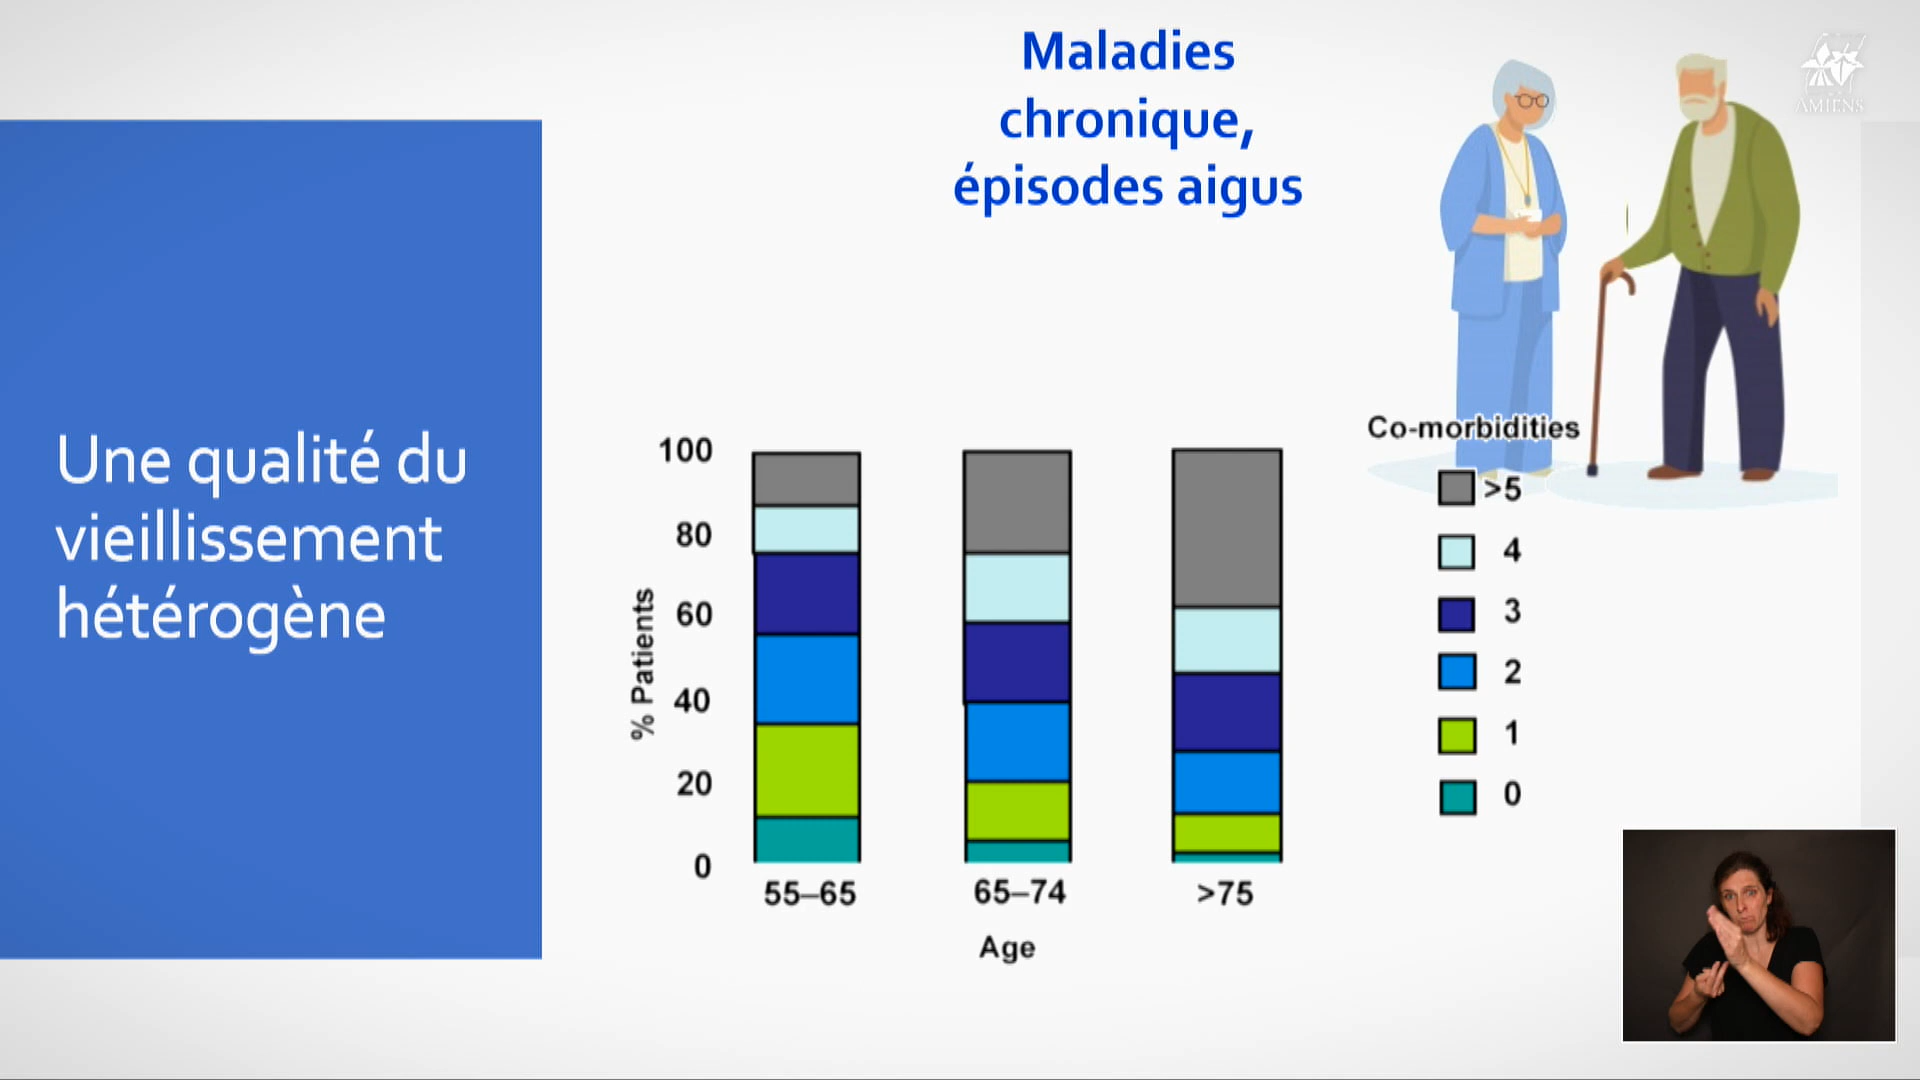 Maladies
chronique,
épisodes aigus
AMIENS
Une qualité du
vieillissement
hétérogène
Co-morbidities
>5
4
3
2
1
0
% Patients
100
80
60
40
20
0
55–65
65–74
>75
Age